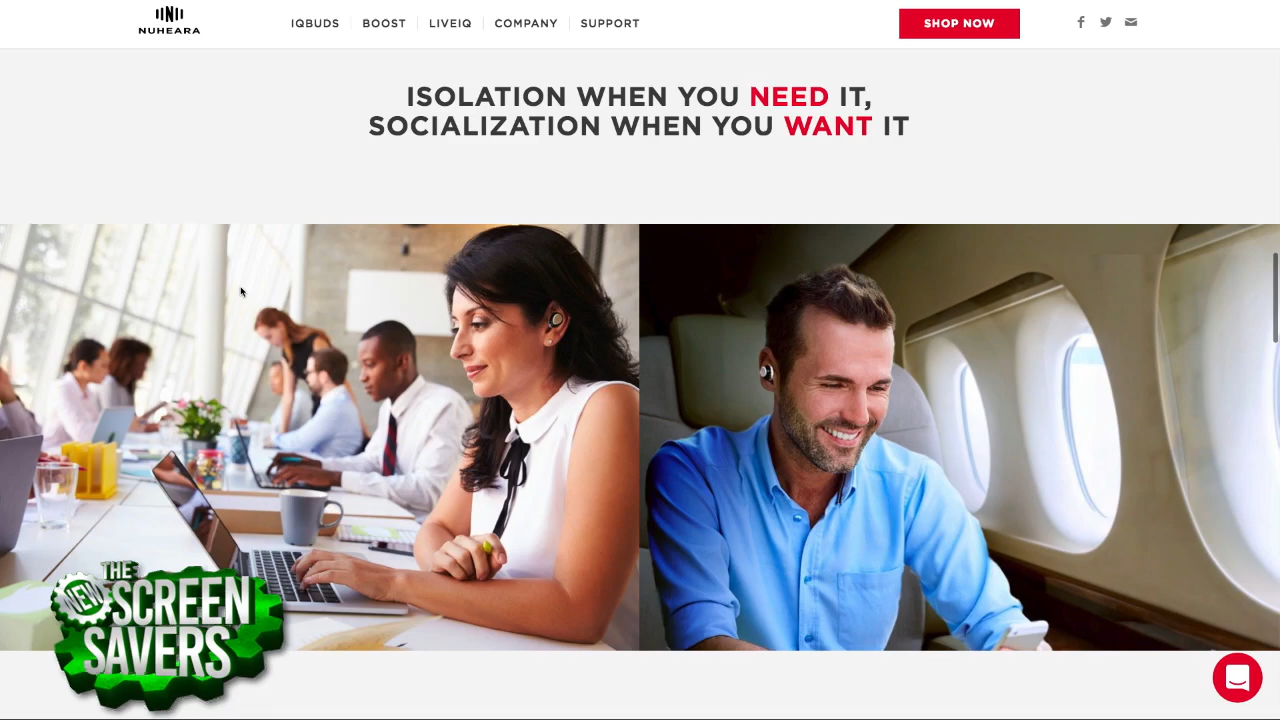 NUHEARA
IQBUDS
BOOST
LIVEIQ
COMPANY
SUPPORT
SHOP NOW
ISOLATION WHEN YOU NEED IT,
SOCIALIZATION WHEN YOU WANT IT
THE
NEW
SCREEN
SAVERS